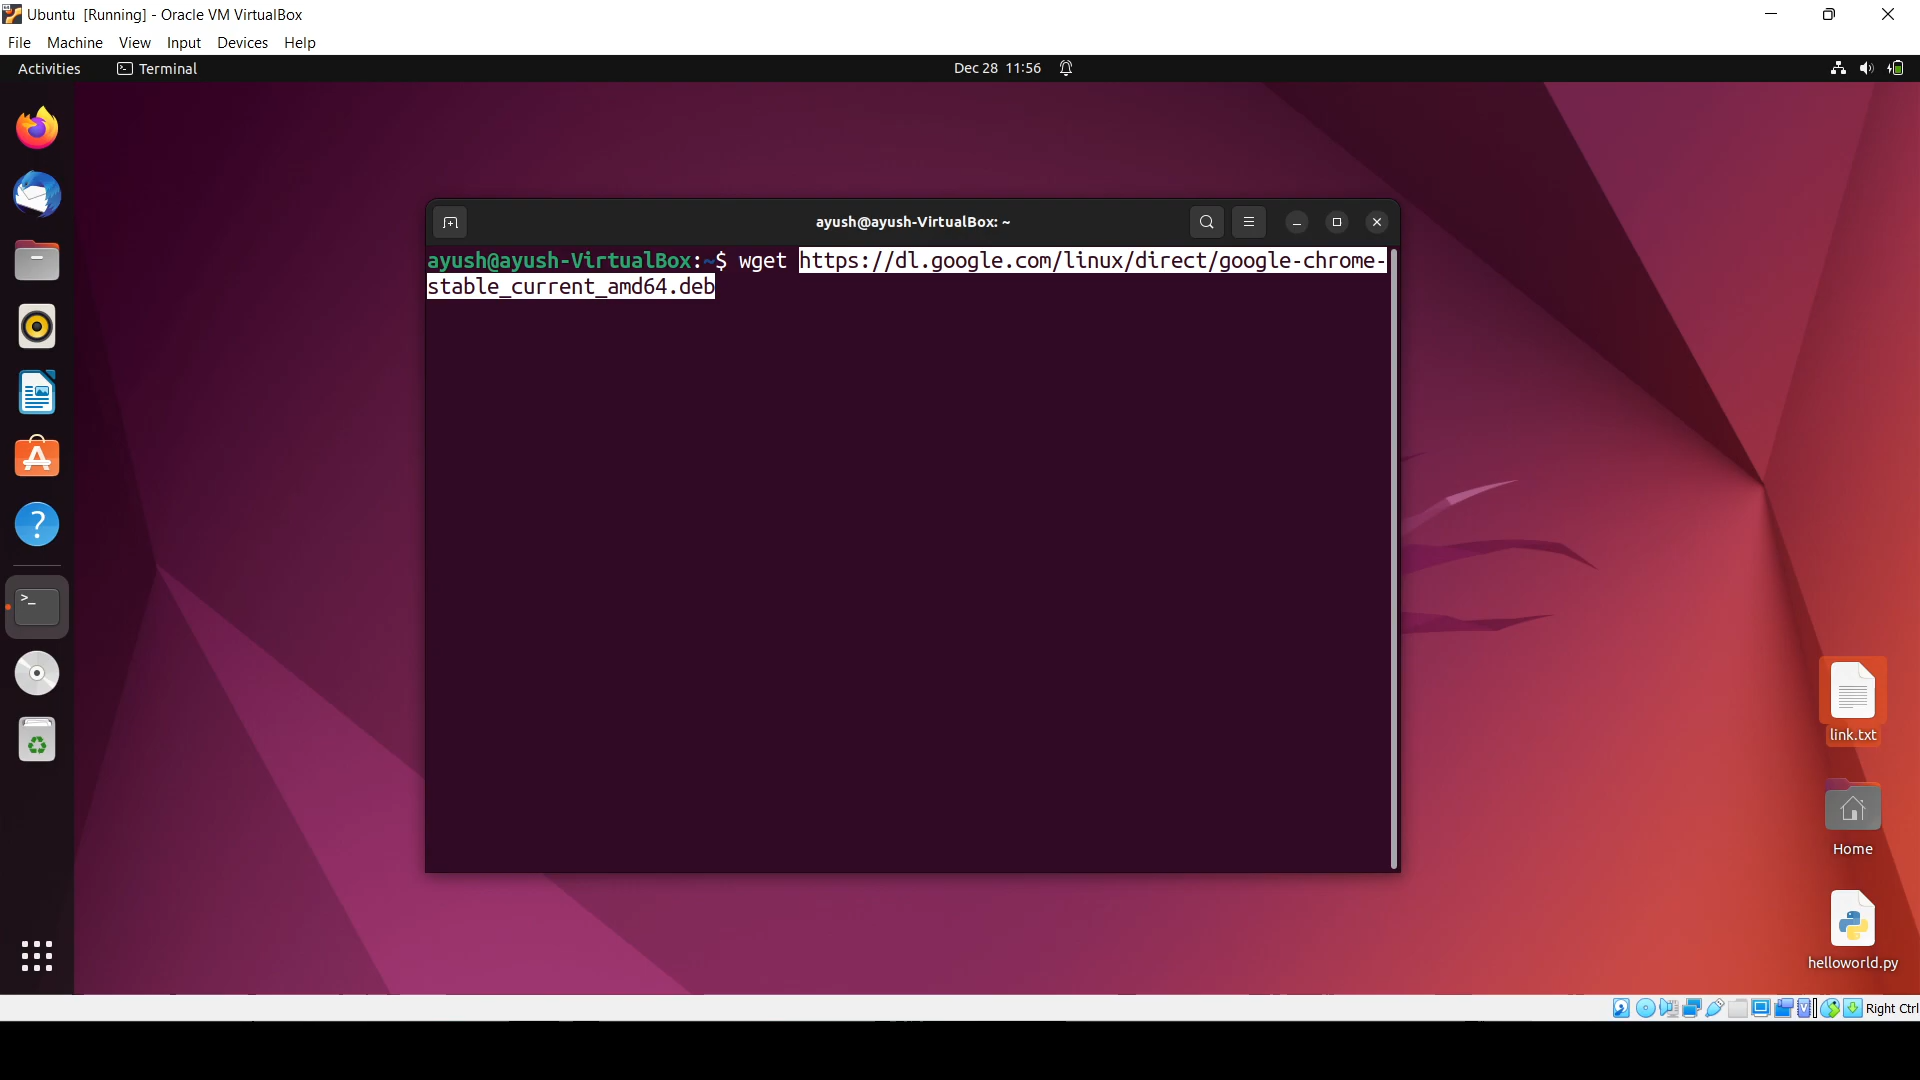 Ubuntu [Running] - Oracle VM VirtualBox
File Machine View Input Devices Help
Activities Terminal Dec 28 11:56
ayush@ayush-VirtualBox: ~
ayush@ayush-VirtualBox:~$ wget https://dl.google.com/linux/direct/google-chrome-
stable_current_amd64.deb
link.txt
Home
helloworld.py
Right Ctrl